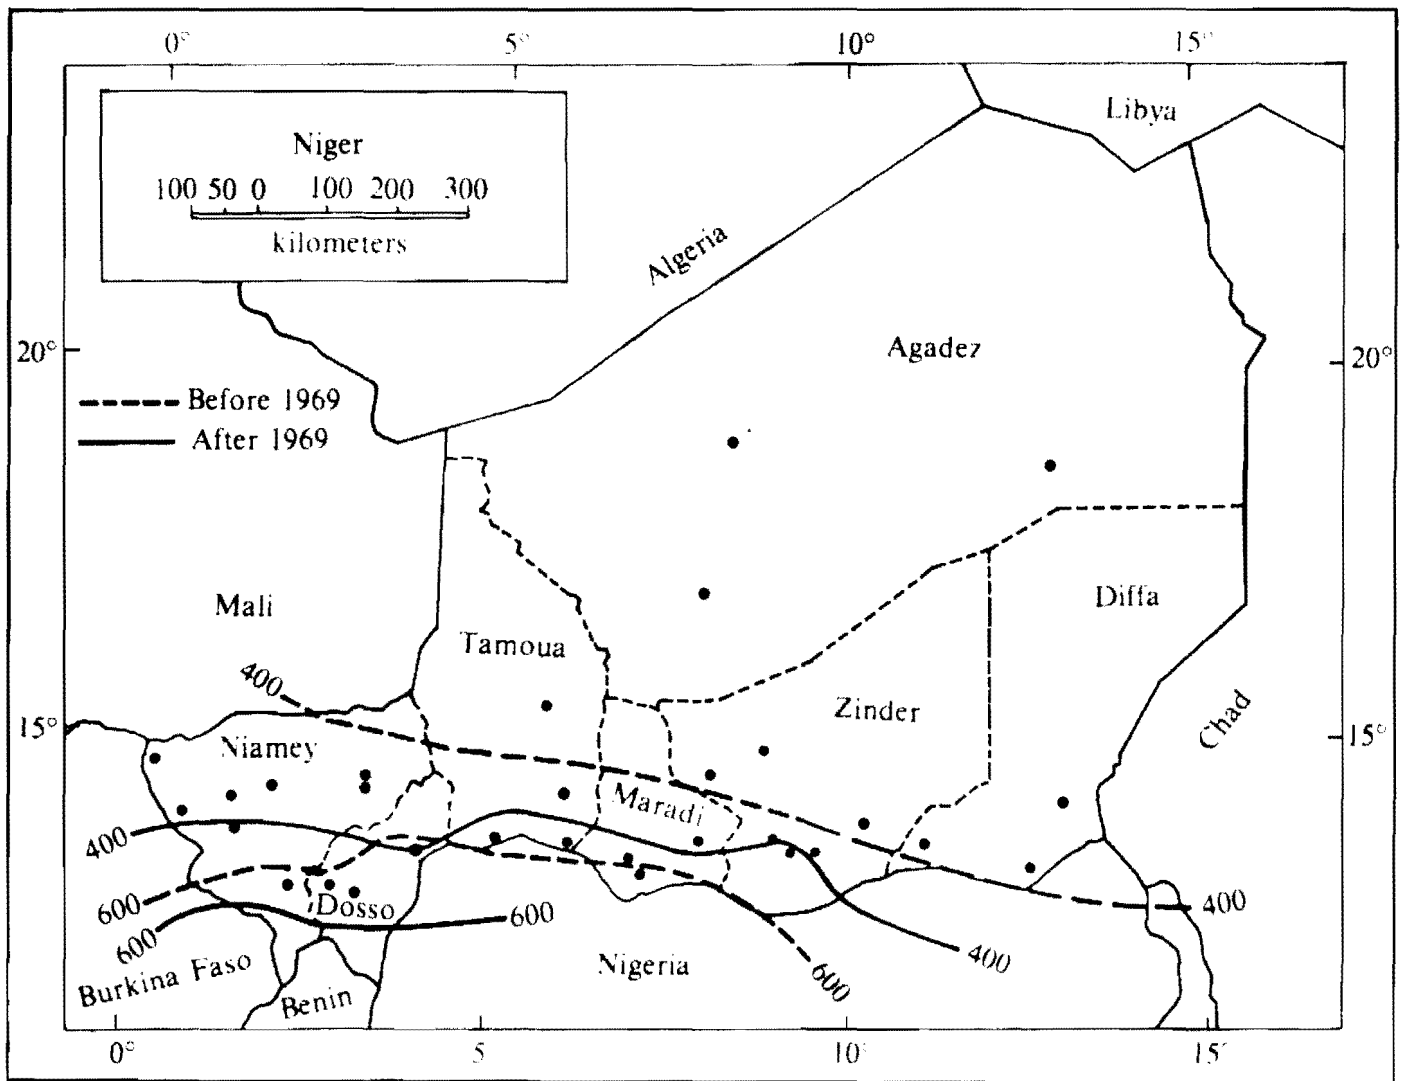 0° 5° 10° 15°
Libya
Niger
100 50 0 100 200 300
kilometers
Algeria
20° Agadez 20°
Before 1969
After 1969
Mali
Diffa
Tamoua
400
Zinder
Chad
15° 15°
Niamey
Maradi
400
600 Dosso 600 400
600
Nigeria 400
600
Burkina Faso
Benin
0° 5 10° 15°